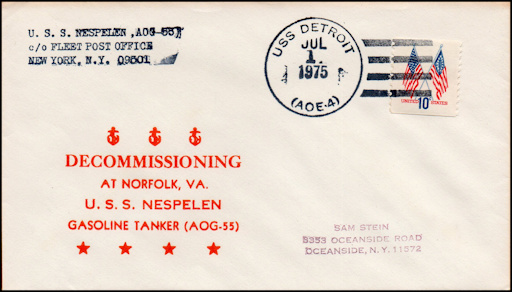 U. S. S. NESPELEN, AOG-55
c/o FLEET POST OFFICE
NEW YORK, N.Y. 09501
USS DETROIT
JUL
1
1975
(AOE-4)
UNITED STATES
10c
DECOMMISSIONING
AT NORFOLK, VA.
U. S. S. NESPELEN
GASOLINE TANKER (AOG-55)
SAM STEIN
5353 OCEANSIDE ROAD
OCEANSIDE, N.Y. 11572